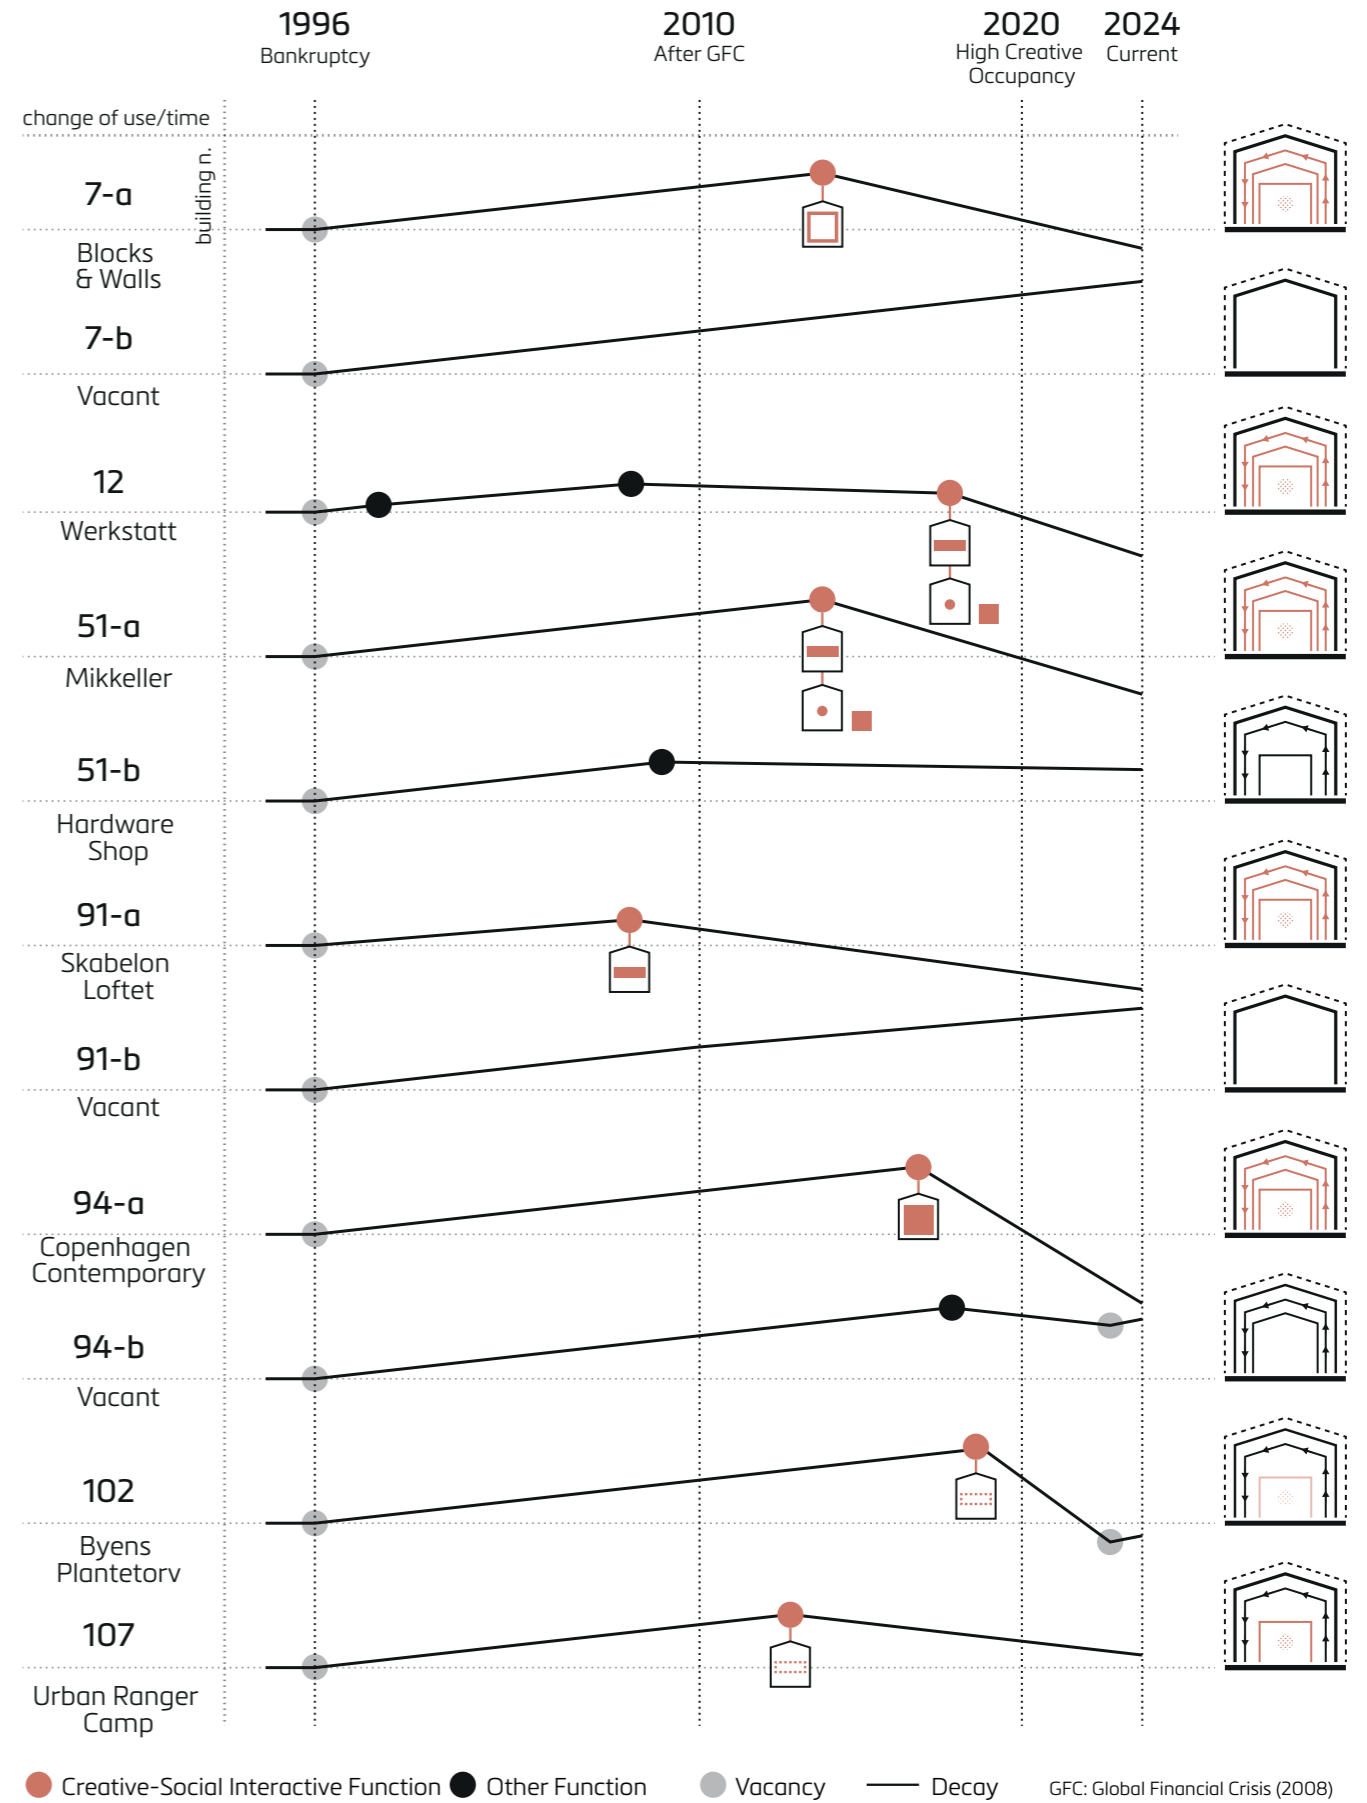 1996
Bankruptcy
2010
After GFC
2020
High Creative
Occupancy
2024
Current
change of use/time
building n.
7-a
Blocks
& Walls
7-b
Vacant
12
Werkstatt
51-a
Mikkeller
51-b
Hardware
Shop
91-a
Skabelon
Loftet
91-b
Vacant
94-a
Copenhagen
Contemporary
94-b
Vacant
102
Byens
Plantetorv
107
Urban Ranger
Camp
Creative-Social Interactive Function
Other Function
Vacancy
Decay
GFC: Global Financial Crisis (2008)